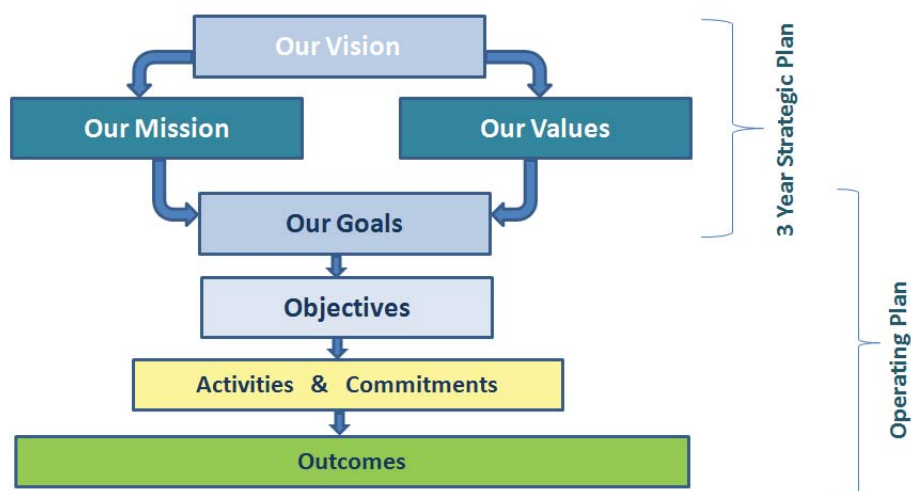 Our Vision
Our Mission
Our Values
Our Goals
Objectives
Activities & Commitments
Outcomes
3 Year Strategic Plan
Operating Plan